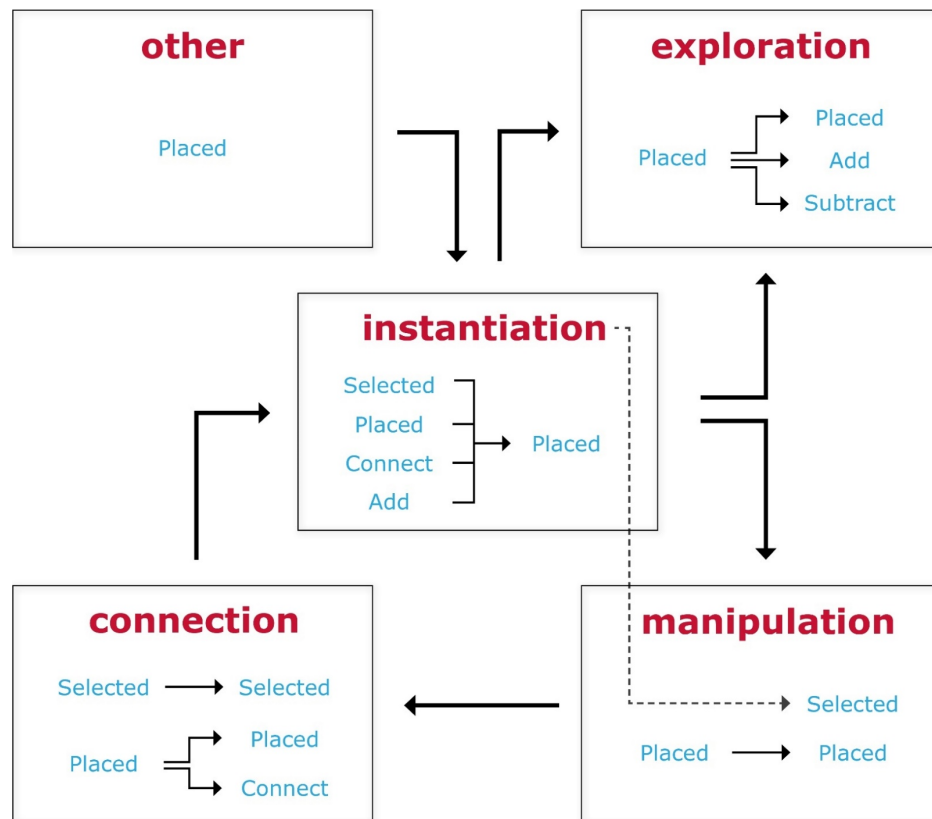 other
Placed
exploration
Placed
Placed
Add
Subtract
instantiation
Selected
Placed
Connect
Add
Placed
connection
Selected Selected
Placed
Placed
Connect
manipulation
Selected
Placed Placed